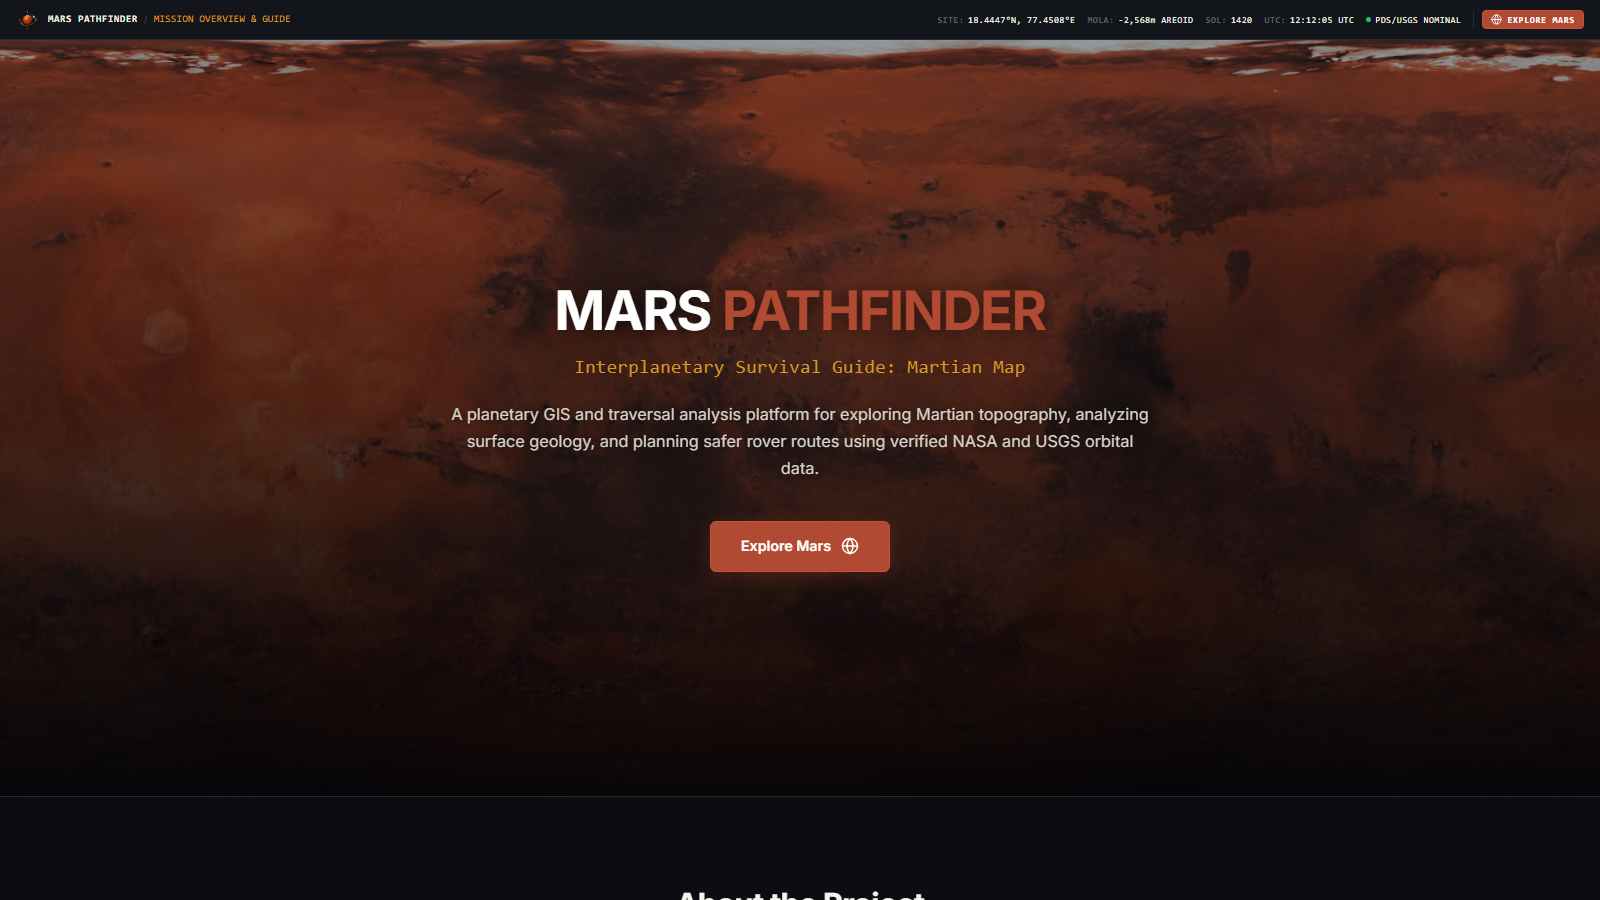 MARS PATHFINDER / MISSION OVERVIEW & GUIDE
SITE: 18.4447°N, 77.4508°E MOLA: -2,568m AREOID SOL: 1420 UTC: 12:12:05 UTC PDS/USGS NOMINAL EXPLORE MARS
MARS PATHFINDER
Interplanetary Survival Guide: Martian Map
A planetary GIS and traversal analysis platform for exploring Martian topography, analyzing
surface geology, and planning safer rover routes using verified NASA and USGS orbital
data.
Explore Mars
About the Project